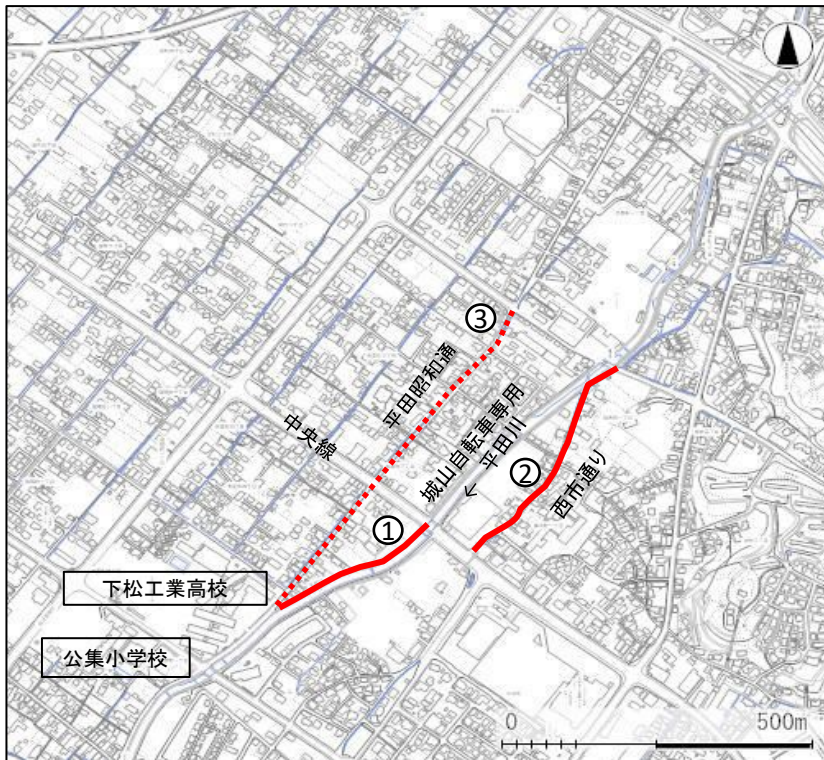 ③
平田昭和通
中央線
城山自転車専用
平田川
②
西市通り
①
下松工業高校
公集小学校
0 500m